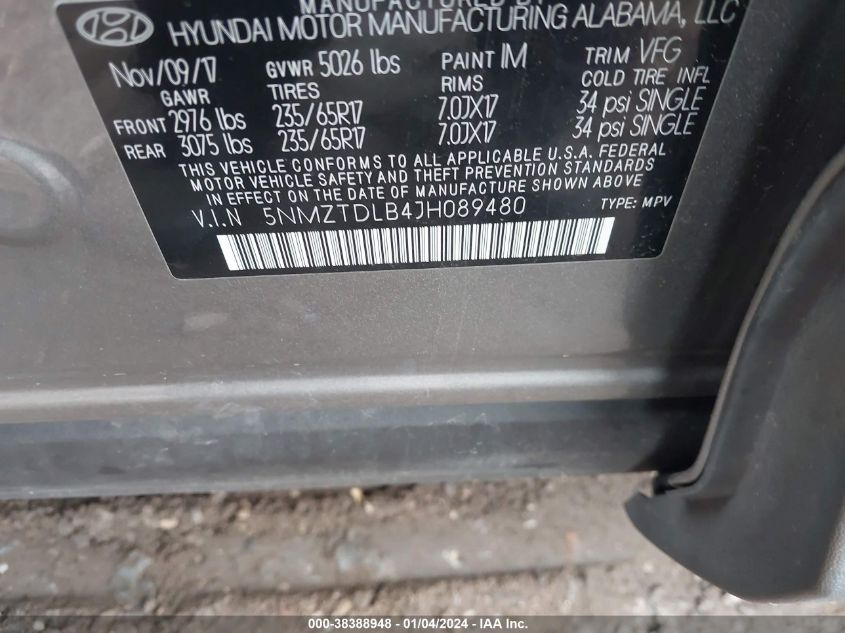 MANUFACTURED BY
HYUNDAI MOTOR MANUFACTURING ALABAMA, LLC
Nov/09/17 GVWR 5026 lbs PAINT IM TRIM VFG
GAWR TIRES RIMS COLD TIRE INFL
FRONT 2976 lbs 235/65R17 7.0JX17 34 psi SINGLE
REAR 3075 lbs 235/65R17 7.0JX17 34 psi SINGLE
THIS VEHICLE CONFORMS TO ALL APPLICABLE U.S.A. FEDERAL
MOTOR VEHICLE SAFETY AND THEFT PREVENTION STANDARDS
IN EFFECT ON THE DATE OF MANUFACTURE SHOWN ABOVE.
V.I.N 5NMZTDLB4JH089480 TYPE: MPV
000-38388948 - 01/04/2024 - IAA Inc.